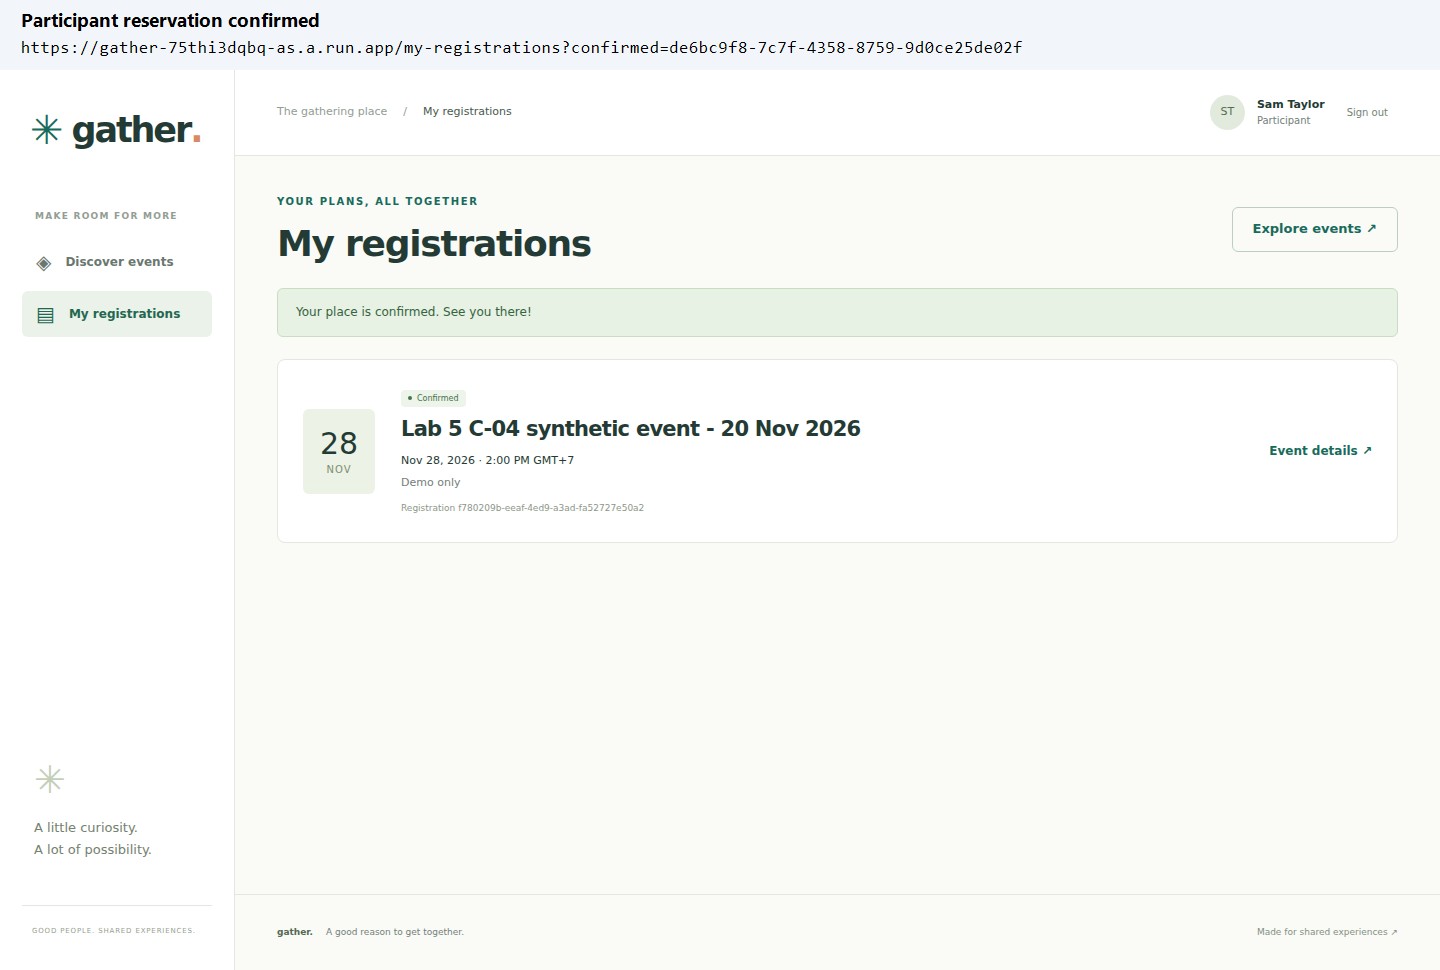 Participant reservation confirmed
https://gather-75thi3dqbq-as.a.run.app/my-registrations?confirmed=de6bc9f8-7c7f-4358-8759-9d0ce25de02f
gather.
The gathering place / My registrations
ST
Sam Taylor
Participant
Sign out
MAKE ROOM FOR MORE
Discover events
My registrations
YOUR PLANS, ALL TOGETHER
My registrations
Explore events ↗
Your place is confirmed. See you there!
28
NOV
Confirmed
Lab 5 C-04 synthetic event - 20 Nov 2026
Nov 28, 2026 · 2:00 PM GMT+7
Demo only
Registration f780209b-eeaf-4ed9-a3ad-fa52727e50a2
Event details ↗
A little curiosity.
A lot of possibility.
GOOD PEOPLE. SHARED EXPERIENCES.
gather. A good reason to get together.
Made for shared experiences ↗